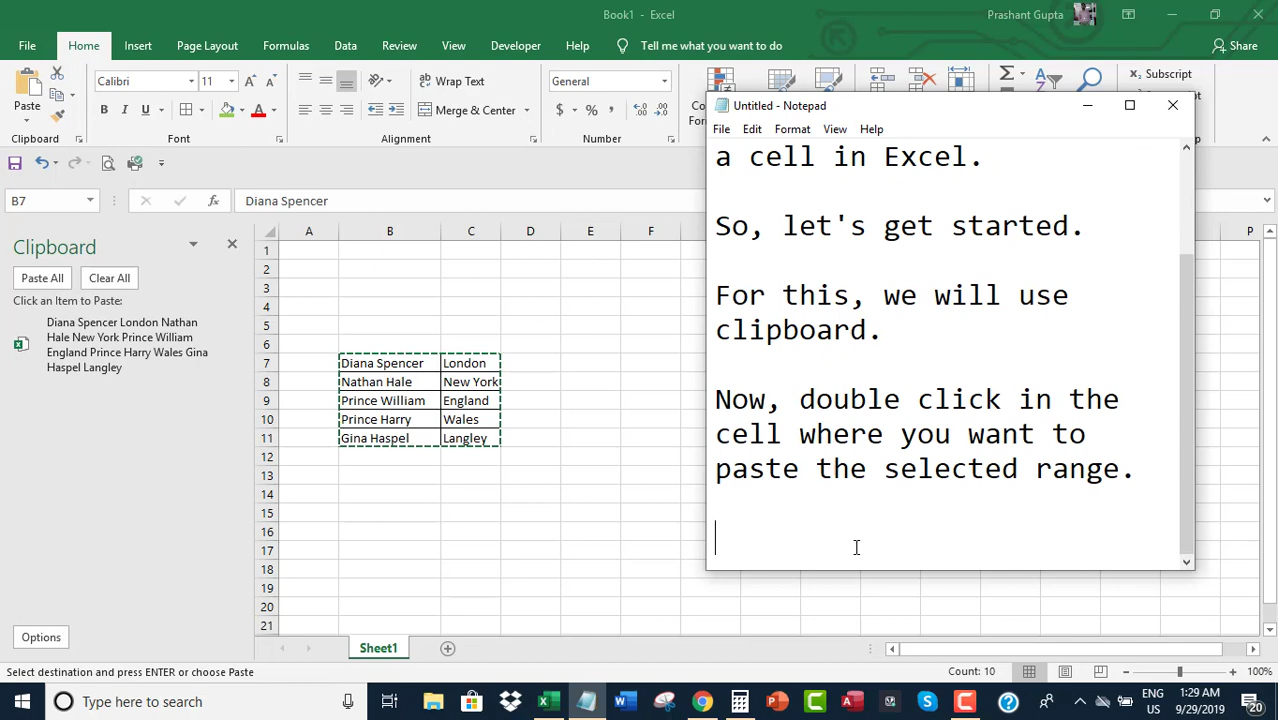 Book1 - Excel
Prashant Gupta
File Home Insert Page Layout Formulas Data Review View Developer Help Tell me what you want to do Share
Paste
Calibri 11
Wrap Text
General
Subscript
B I U
Merge & Center
$ % ,
Clipboard Font Alignment Number
B7 fx Diana Spencer
Clipboard
Paste All Clear All
Click an Item to Paste:
Diana Spencer London Nathan
Hale New York Prince William
England Prince Harry Wales Gina
Haspel Langley
Options
A B C D E F P
1
2
3
4
5
6
7 Diana Spencer London
8 Nathan Hale New York
9 Prince William England
10 Prince Harry Wales
11 Gina Haspel Langley
12
13
14
15
16
17
18
19
20
21
Untitled - Notepad
File Edit Format View Help
a cell in Excel.
So, let's get started.
For this, we will use
clipboard.
Now, double click in the
cell where you want to
paste the selected range.
Sheet1
Select destination and press ENTER or choose Paste
Count: 10
100%
Type here to search
ENG
US
1:29 AM
9/29/2019
20